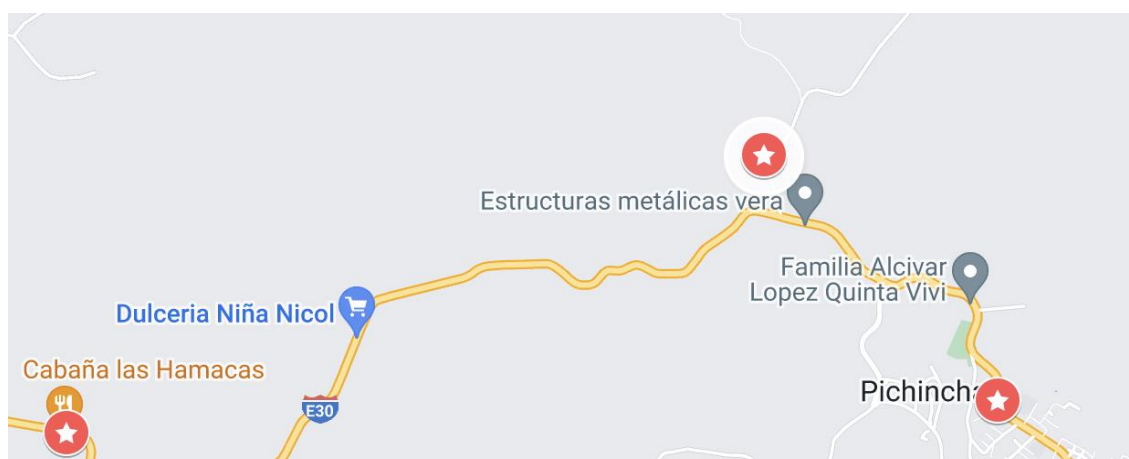 Estructuras metálicas vera
Familia Alcivar
Lopez Quinta Vivi
Dulceria Niña Nicol
Cabaña las Hamacas
Pichincha
E30